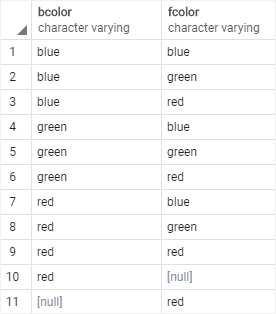 bcolor fcolor
character varying character varying
1 blue blue
2 blue green
3 blue red
4 green blue
5 green green
6 green red
7 red blue
8 red green
9 red red
10 red [null]
11 [null] red